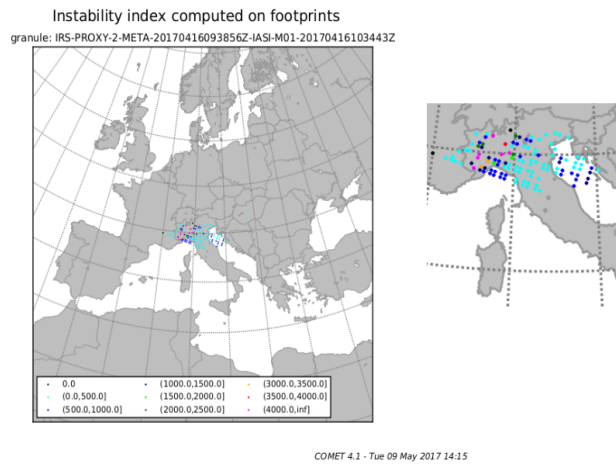 Instability index computed on footprints
granule: IRS-PROXY-2-META-20170416093856Z-IASI-M01-20170416103443Z
0.0
(0.0,500.0]
(500.0,1000.0]
(1000.0,1500.0]
(1500.0,2000.0]
(2000.0,2500.0]
(3000.0,3500.0]
(3500.0,4000.0]
(4000.0,inf]
COMET 4.1 - Tue 09 May 2017 14:15